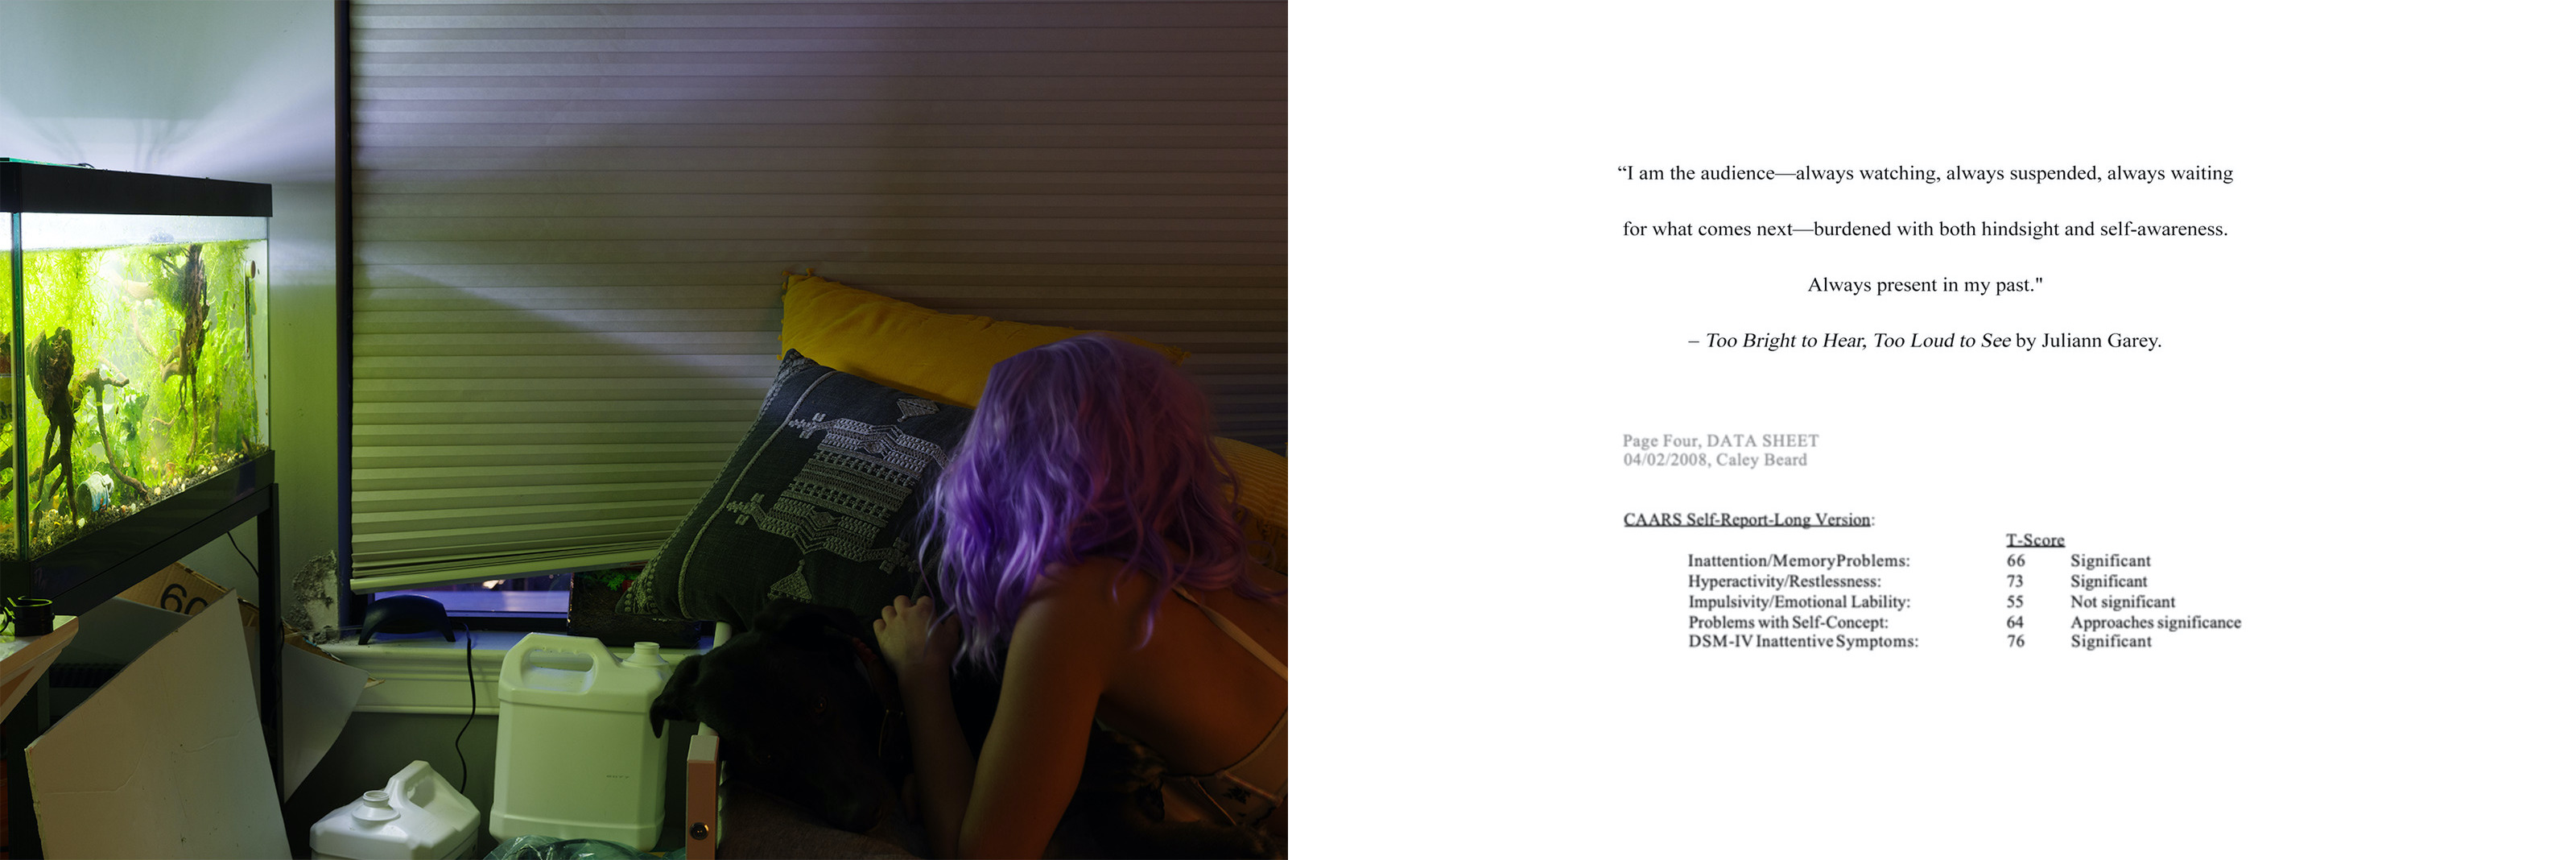 60
“I am the audience—always watching, always suspended, always waiting
for what comes next—burdened with both hindsight and self-awareness.
Always present in my past."
– Too Bright to Hear, Too Loud to See by Juliann Garey.
Page Four, DATA SHEET
04/02/2008, Caley Beard
CAARS Self-Report-Long Version:
T-Score
Inattention/MemoryProblems: 66 Significant
Hyperactivity/Restlessness: 73 Significant
Impulsivity/Emotional Lability: 55 Not significant
Problems with Self-Concept: 64 Approaches significance
DSM-IV Inattentive Symptoms: 76 Significant